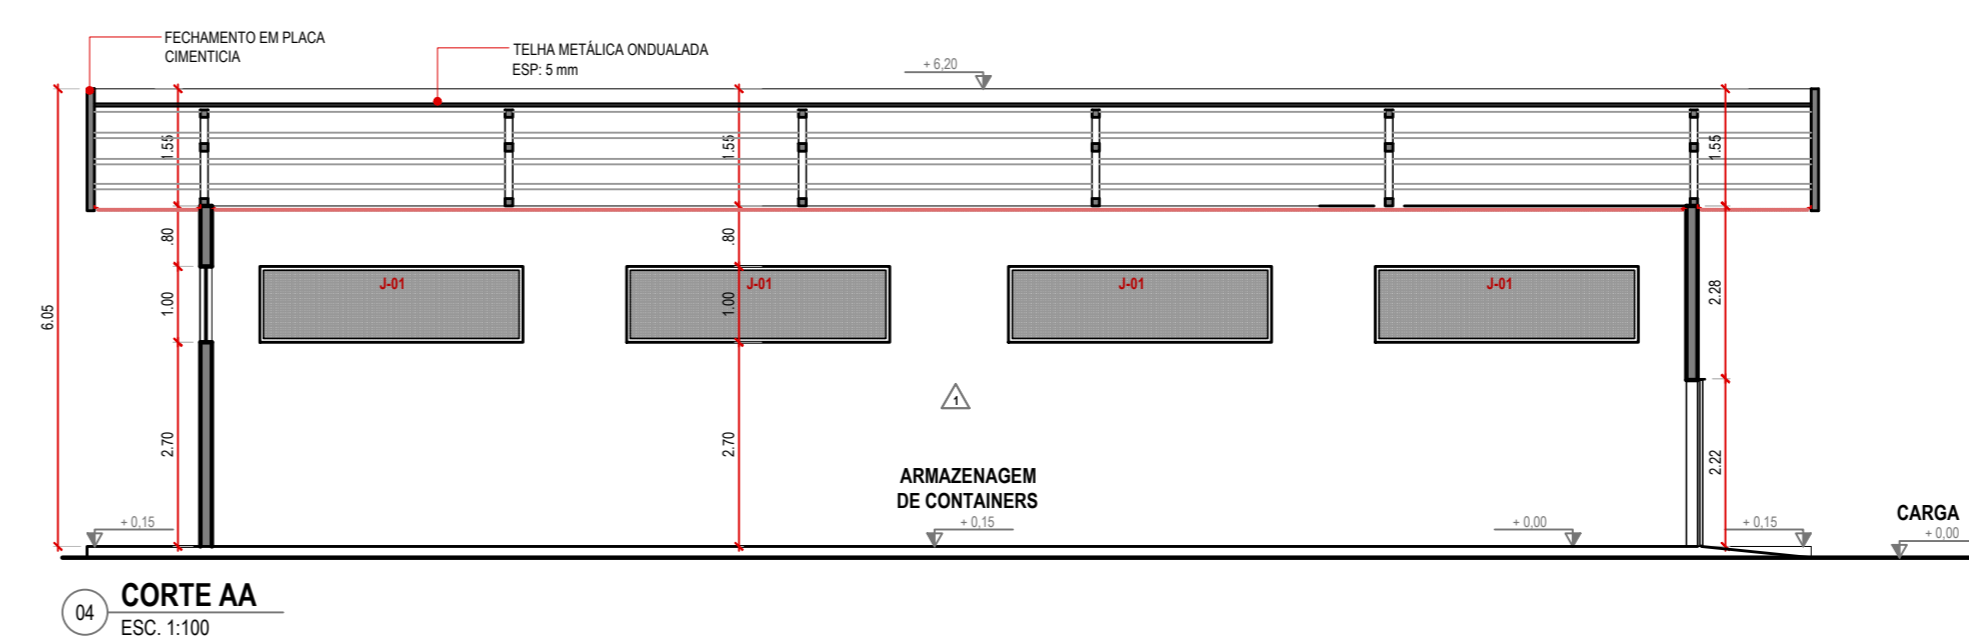 FECHAMENTO EM PLACA
CIMENTICIA
TELHA METÁLICA ONDUALADA
ESP: 5 mm
+ 6,20
1.55
1.55
1.55
.80
.80
J-01
J-01
J-01
J-01
6.05
1.00
1.00
2.28
1
2.70
2.70
2.22
ARMAZENAGEM
DE CONTAINERS
+ 0,15
+ 0,15
+ 0,00
+ 0,15
CARGA
+ 0,00
04
CORTE AA
ESC. 1:100